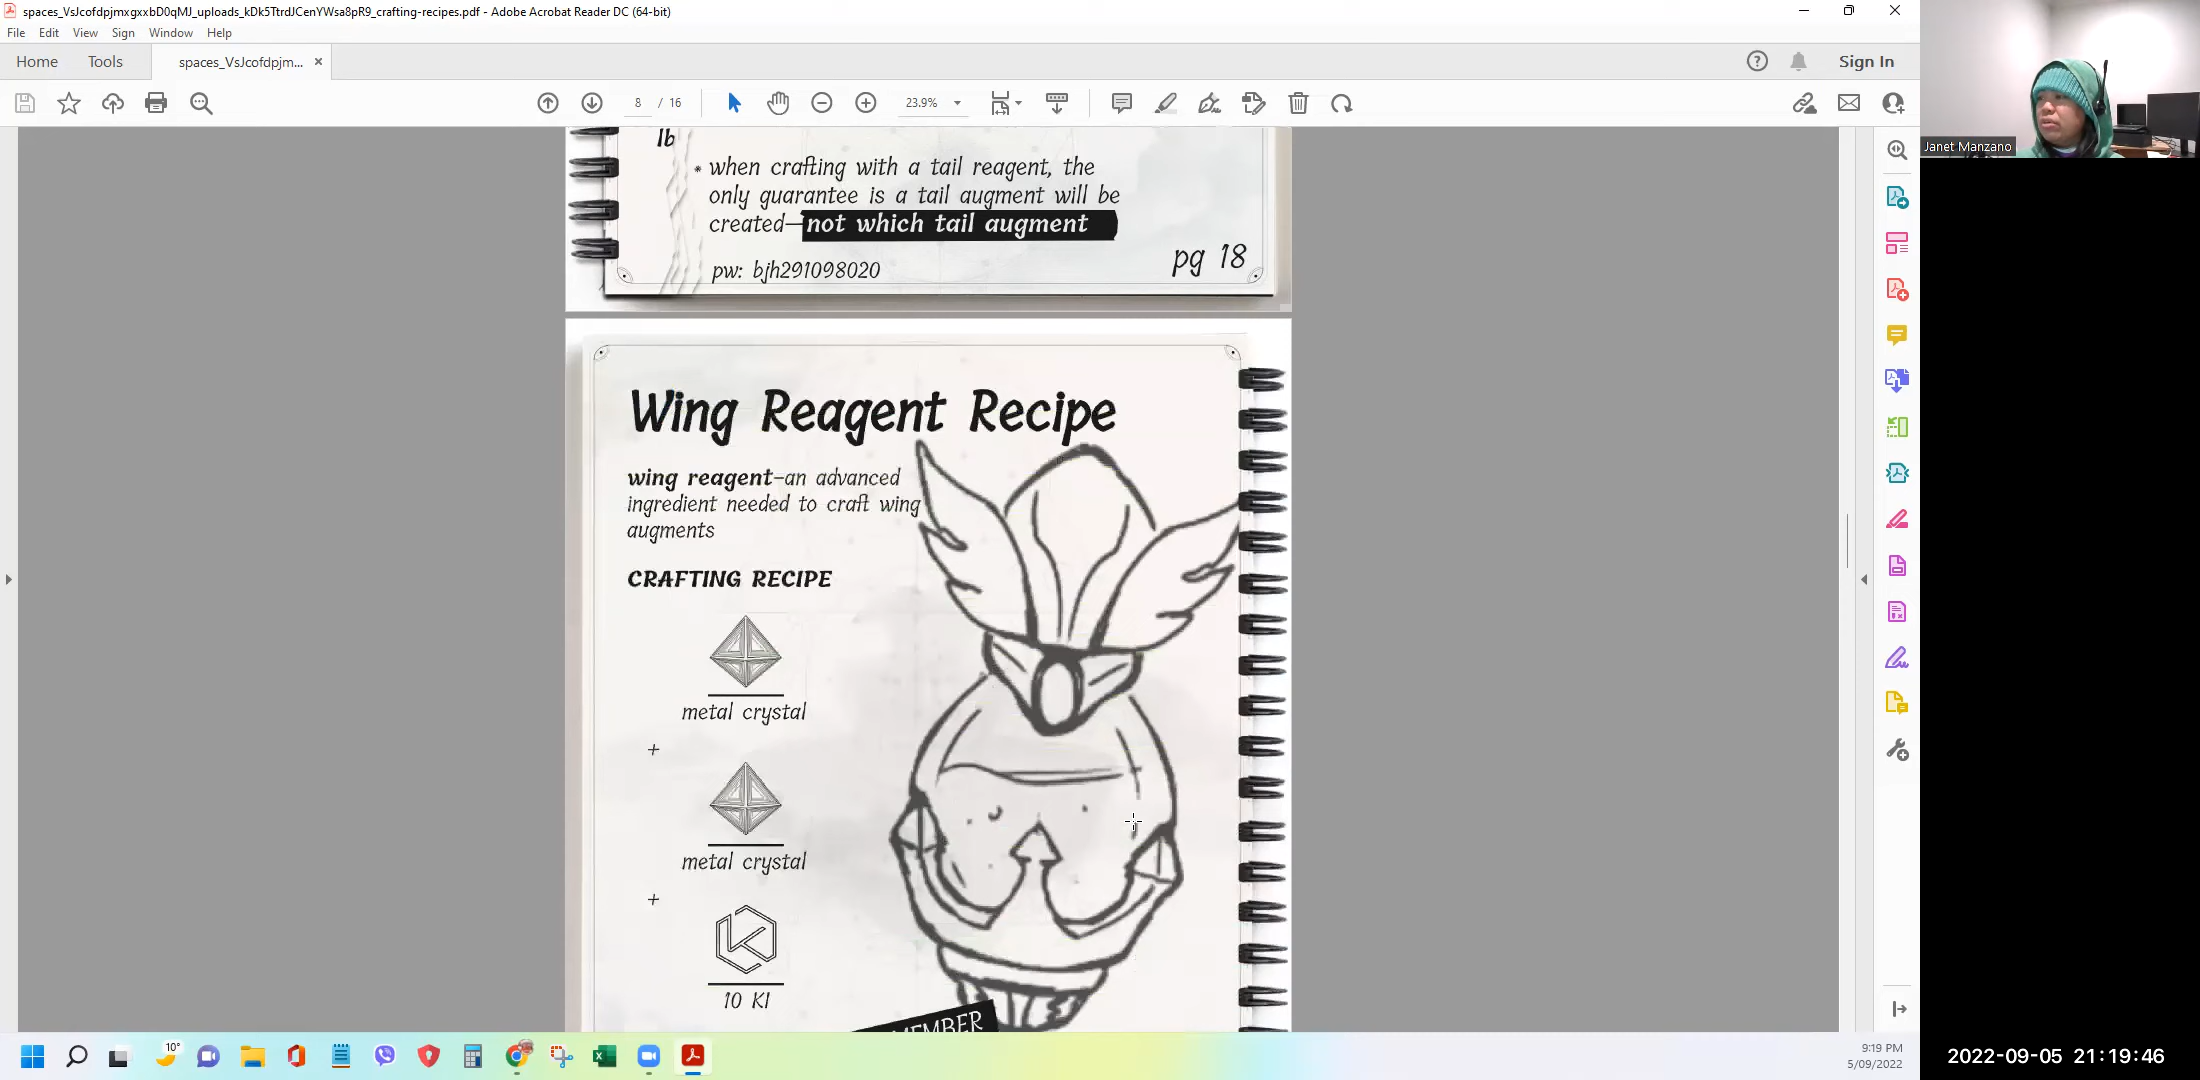 spaces_VsJcofdpjmxgxxbD0qMJ_uploads_kDk5TtrdJCenYWsa8pR9_crafting-recipes.pdf - Adobe Acrobat Reader DC (64-bit)
File Edit View Sign Window Help
Home Tools spaces_VsJcofdpjm... × Sign In
8 / 16 23.9%
Janet Manzano
lb
* when crafting with a tail reagent, the
only guarantee is a tail augment will be
created—not which tail augment
pw: bjh291098020
pg 18
Wing Reagent Recipe
wing reagent–an advanced
ingredient needed to craft wing
augments
CRAFTING RECIPE
metal crystal
+
metal crystal
+
10 KI
10°
9:19 PM
5/09/2022
2022-09-05 21:19:46